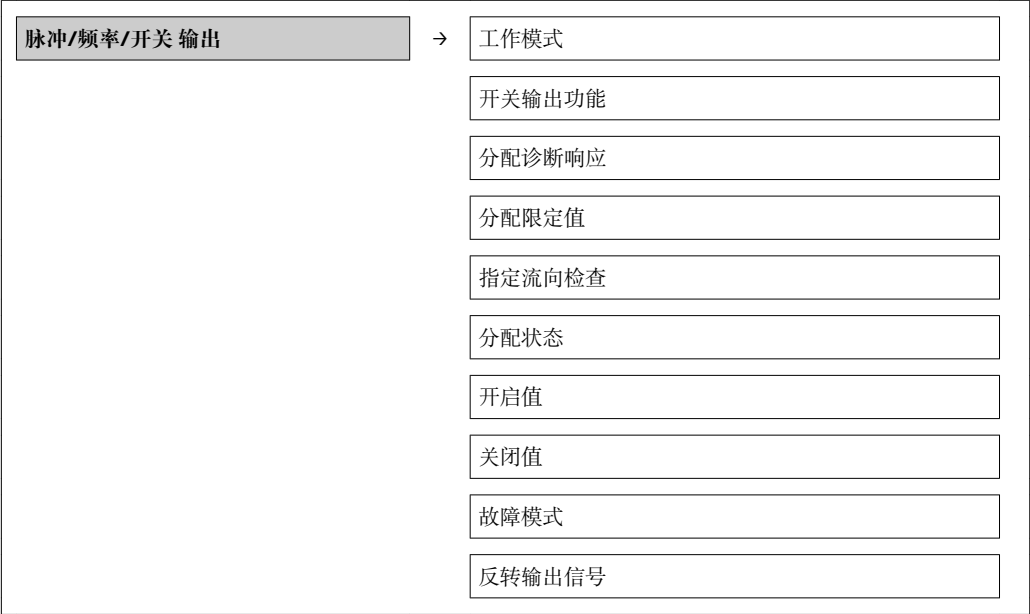 脉冲/频率/开关 输出 → 工作模式
开关输出功能
分配诊断响应
分配限定值
指定流向检查
分配状态
开启值
关闭值
故障模式
反转输出信号